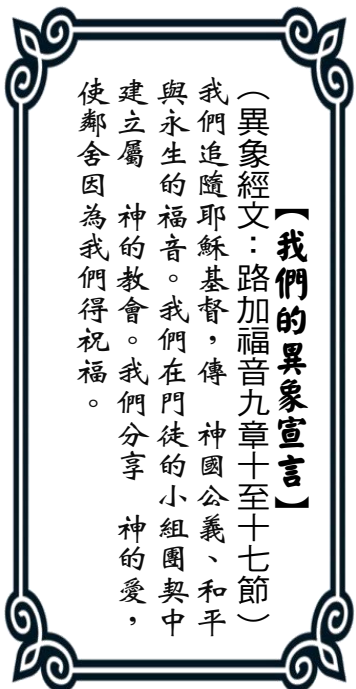 【我們的異象宣言】
（異象經文：路加福音九章十至十七節）
我們追隨耶穌基督，傳　神國公義、和平
與永生的福音。我們在門徒的小組團契中
建立屬　神的教會。我們分享　神的愛，
使鄰舍因為我們得祝福。